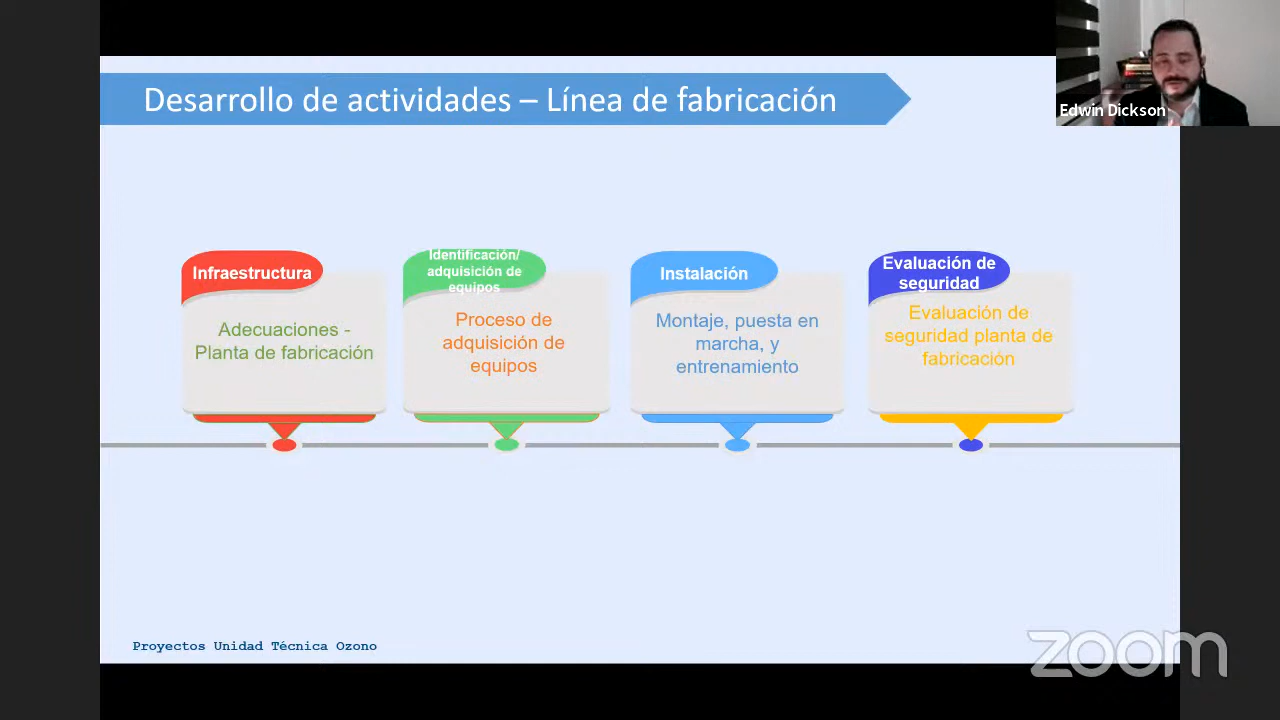 Desarrollo de actividades – Línea de fabricación
Edwin Dickson
Infraestructura
Adecuaciones -
Planta de fabricación
Identificación/
adquisición de
equipos
Proceso de
adquisición de
equipos
Instalación
Montaje, puesta en
marcha, y
entrenamiento
Evaluación de
seguridad
Evaluación de
seguridad planta de
fabricación
Proyectos Unidad Técnica Ozono
zoom